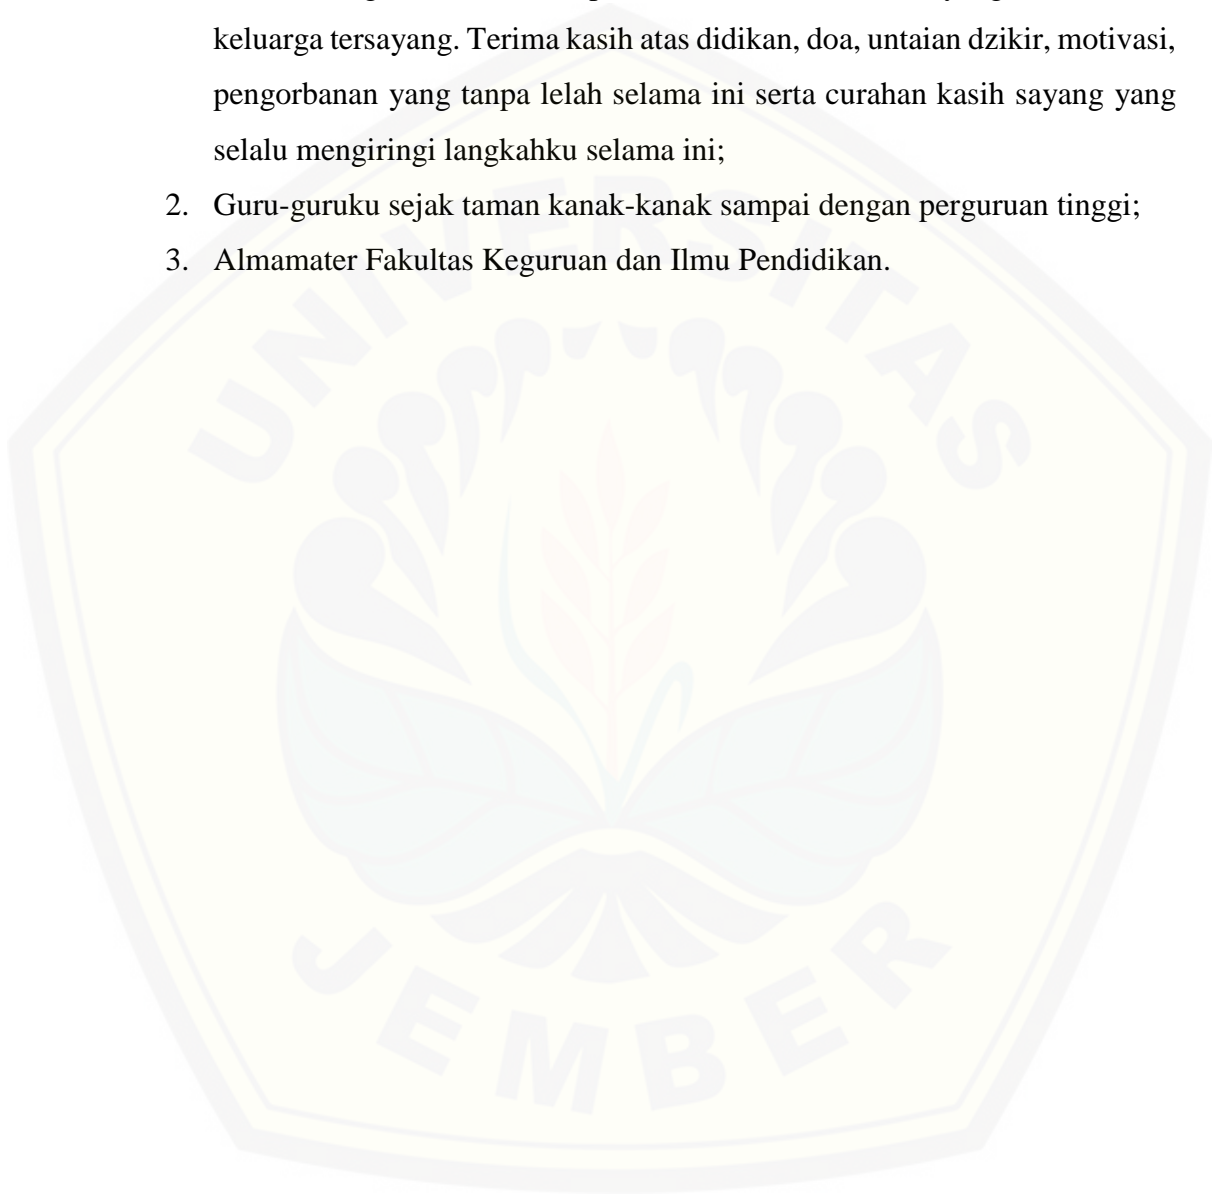 keluarga tersayang. Terima kasih atas didikan, doa, untaian dzikir, motivasi,
pengorbanan yang tanpa lelah selama ini serta curahan kasih sayang yang
selalu mengiringi langkahku selama ini;
2. Guru-guruku sejak taman kanak-kanak sampai dengan perguruan tinggi;
3. Almamater Fakultas Keguruan dan Ilmu Pendidikan.
UNIVERSITAS
JEMBER